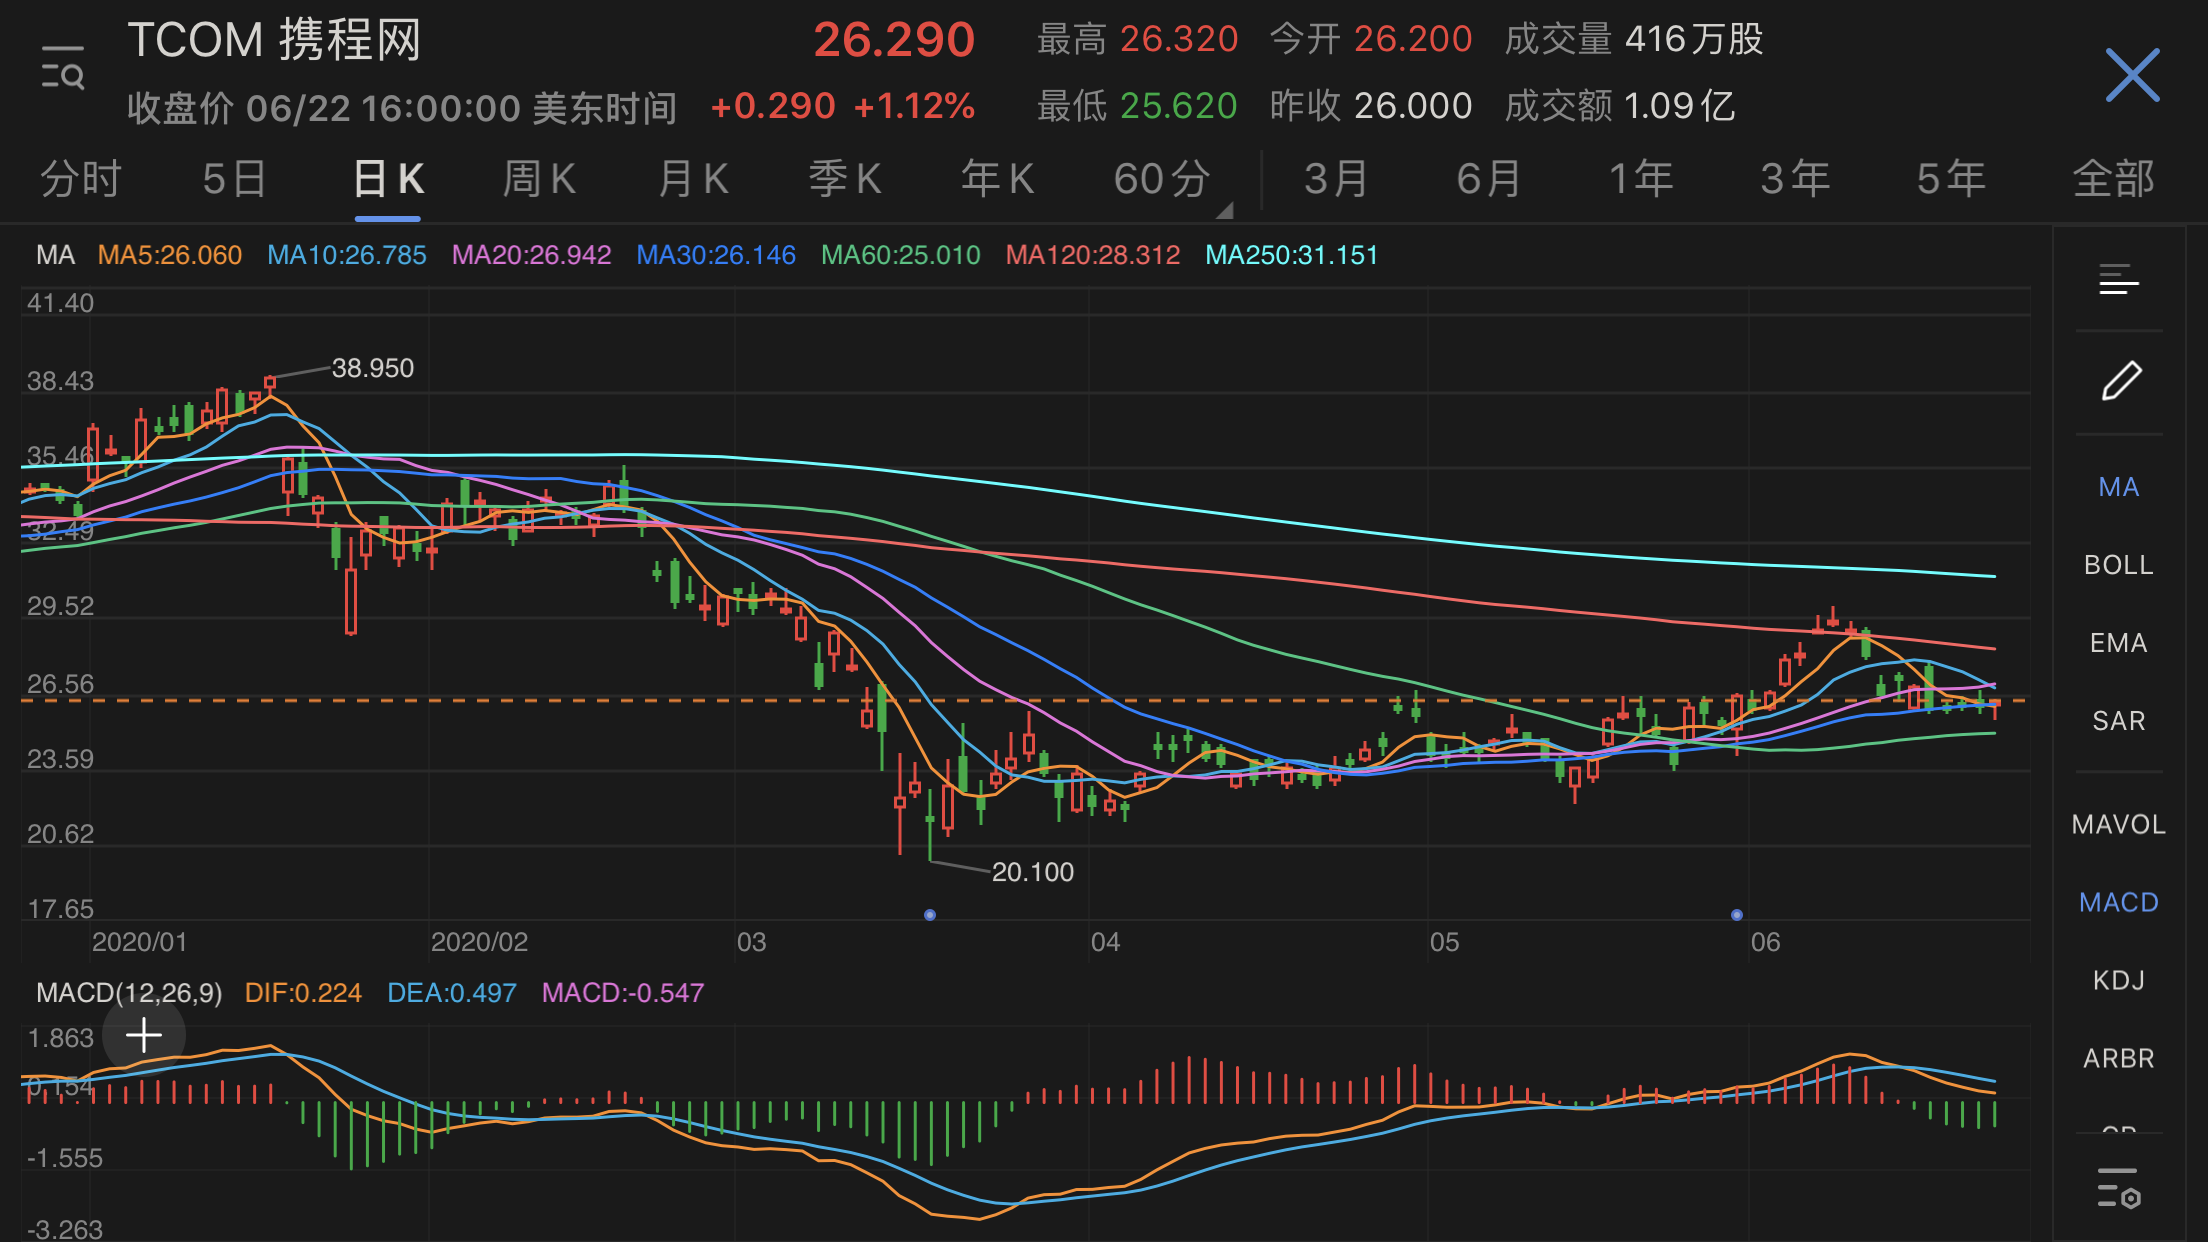 TCOM 携程网 26.290 最高 26.320 今开 26.200 成交量 416万股
收盘价 06/22 16:00:00 美东时间 +0.290 +1.12% 最低 25.620 昨收 26.000 成交额 1.09亿
分时 5日 日K 周K 月K 季K 年K 60分 3月 6月 1年 3年 5年 全部
MA MA5:26.060 MA10:26.785 MA20:26.942 MA30:26.146 MA60:25.010 MA120:28.312 MA250:31.151
41.40
38.950
38.43
35.46
32.49
29.52
26.56
23.59
20.62
20.100
17.65
2020/01 2020/02 03 04 05 06
MACD(12,26,9) DIF:0.224 DEA:0.497 MACD:-0.547
1.863
0.154
-1.555
-3.263
MA
BOLL
EMA
SAR
MAVOL
MACD
KDJ
ARBR